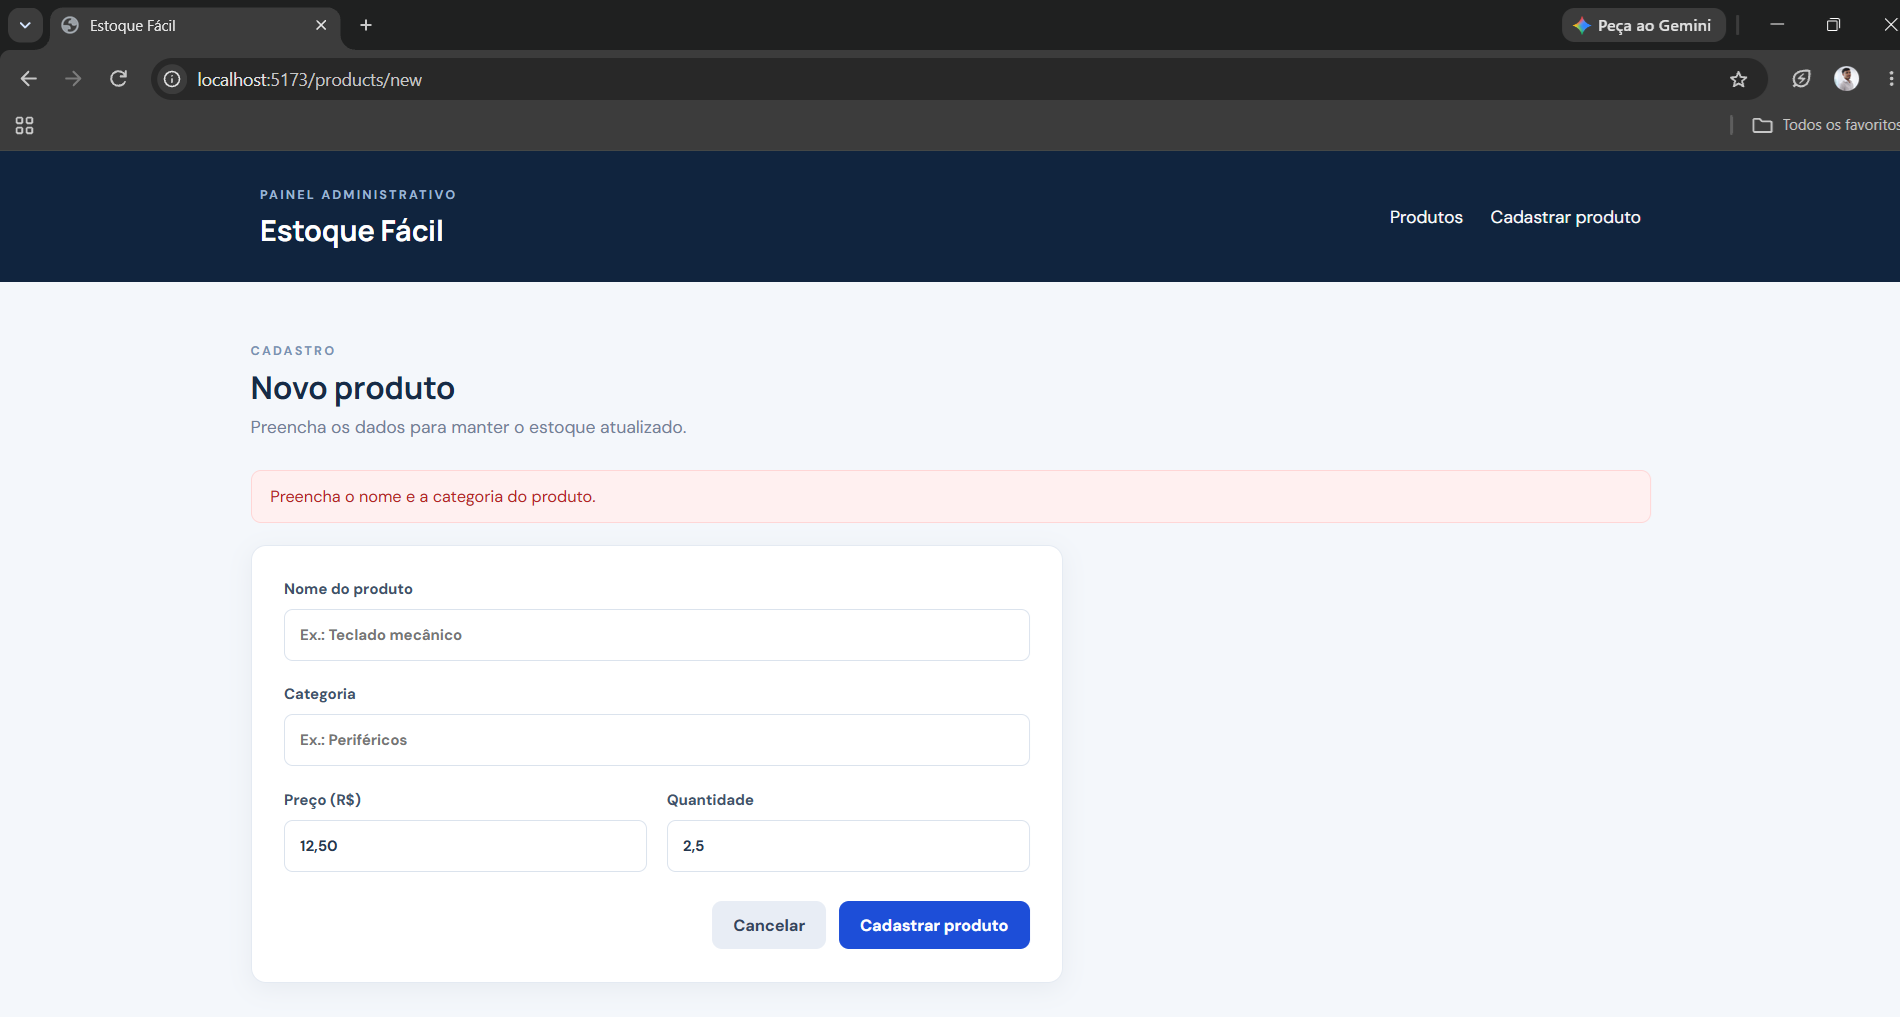 Estoque Fácil
Peça ao Gemini
localhost:5173/products/new
Todos os favoritos
PAINEL ADMINISTRATIVO
Estoque Fácil
Produtos
Cadastrar produto
CADASTRO
Novo produto
Preencha os dados para manter o estoque atualizado.
Preencha o nome e a categoria do produto.
Nome do produto
Ex.: Teclado mecânico
Categoria
Ex.: Periféricos
Preço (R$)
Quantidade
12,50
2,5
Cancelar
Cadastrar produto